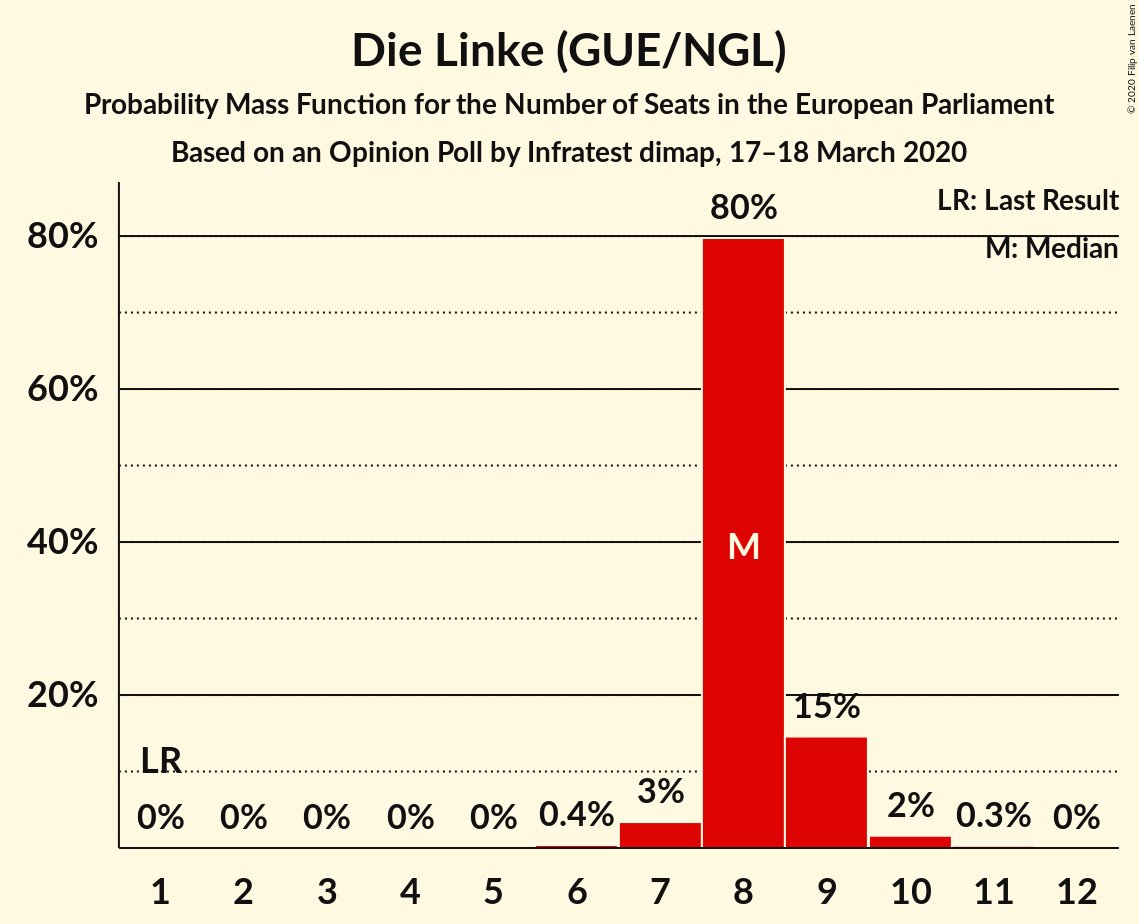 Die Linke (GUE/NGL)
Probability Mass Function for the Number of Seats in the European Parliament
Based on an Opinion Poll by Infratest dimap, 17–18 March 2020
© 2020 Filip van Laenen
LR: Last Result
M: Median
80%
60%
40%
20%
LR
0%
0%
0%
0%
0%
0.4%
3%
80%
M
15%
2%
0.3%
0%
1 2 3 4 5 6 7 8 9 10 11 12